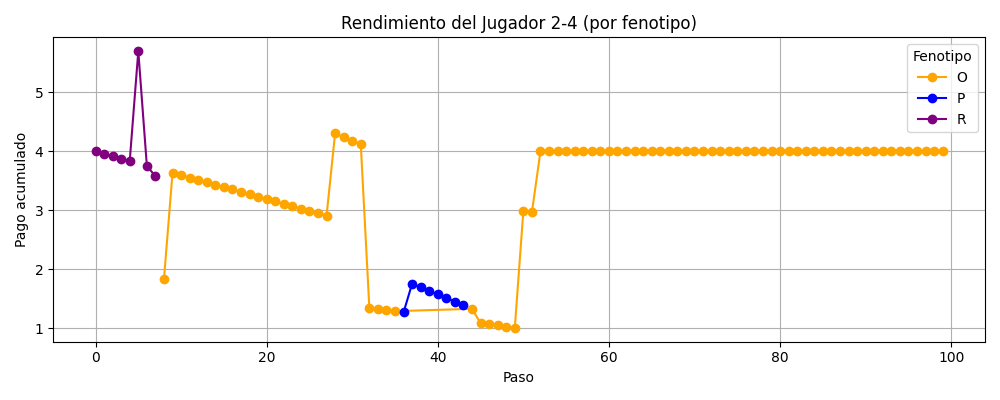 Rendimiento del Jugador 2-4 (por fenotipo)
Pago acumulado
5
4
3
2
1
0
20
40
60
80
100
Paso
Fenotipo
O
P
R